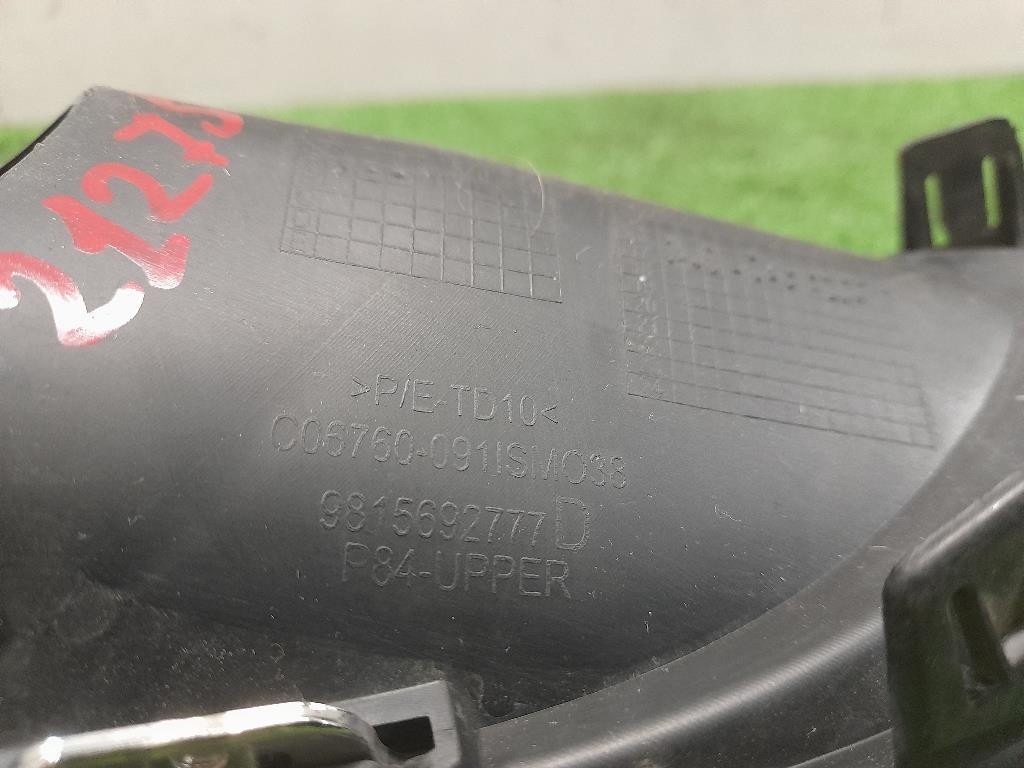 >P/E-TD10<
C06760-091ISMO38
9815692777 D
P84-UPPER